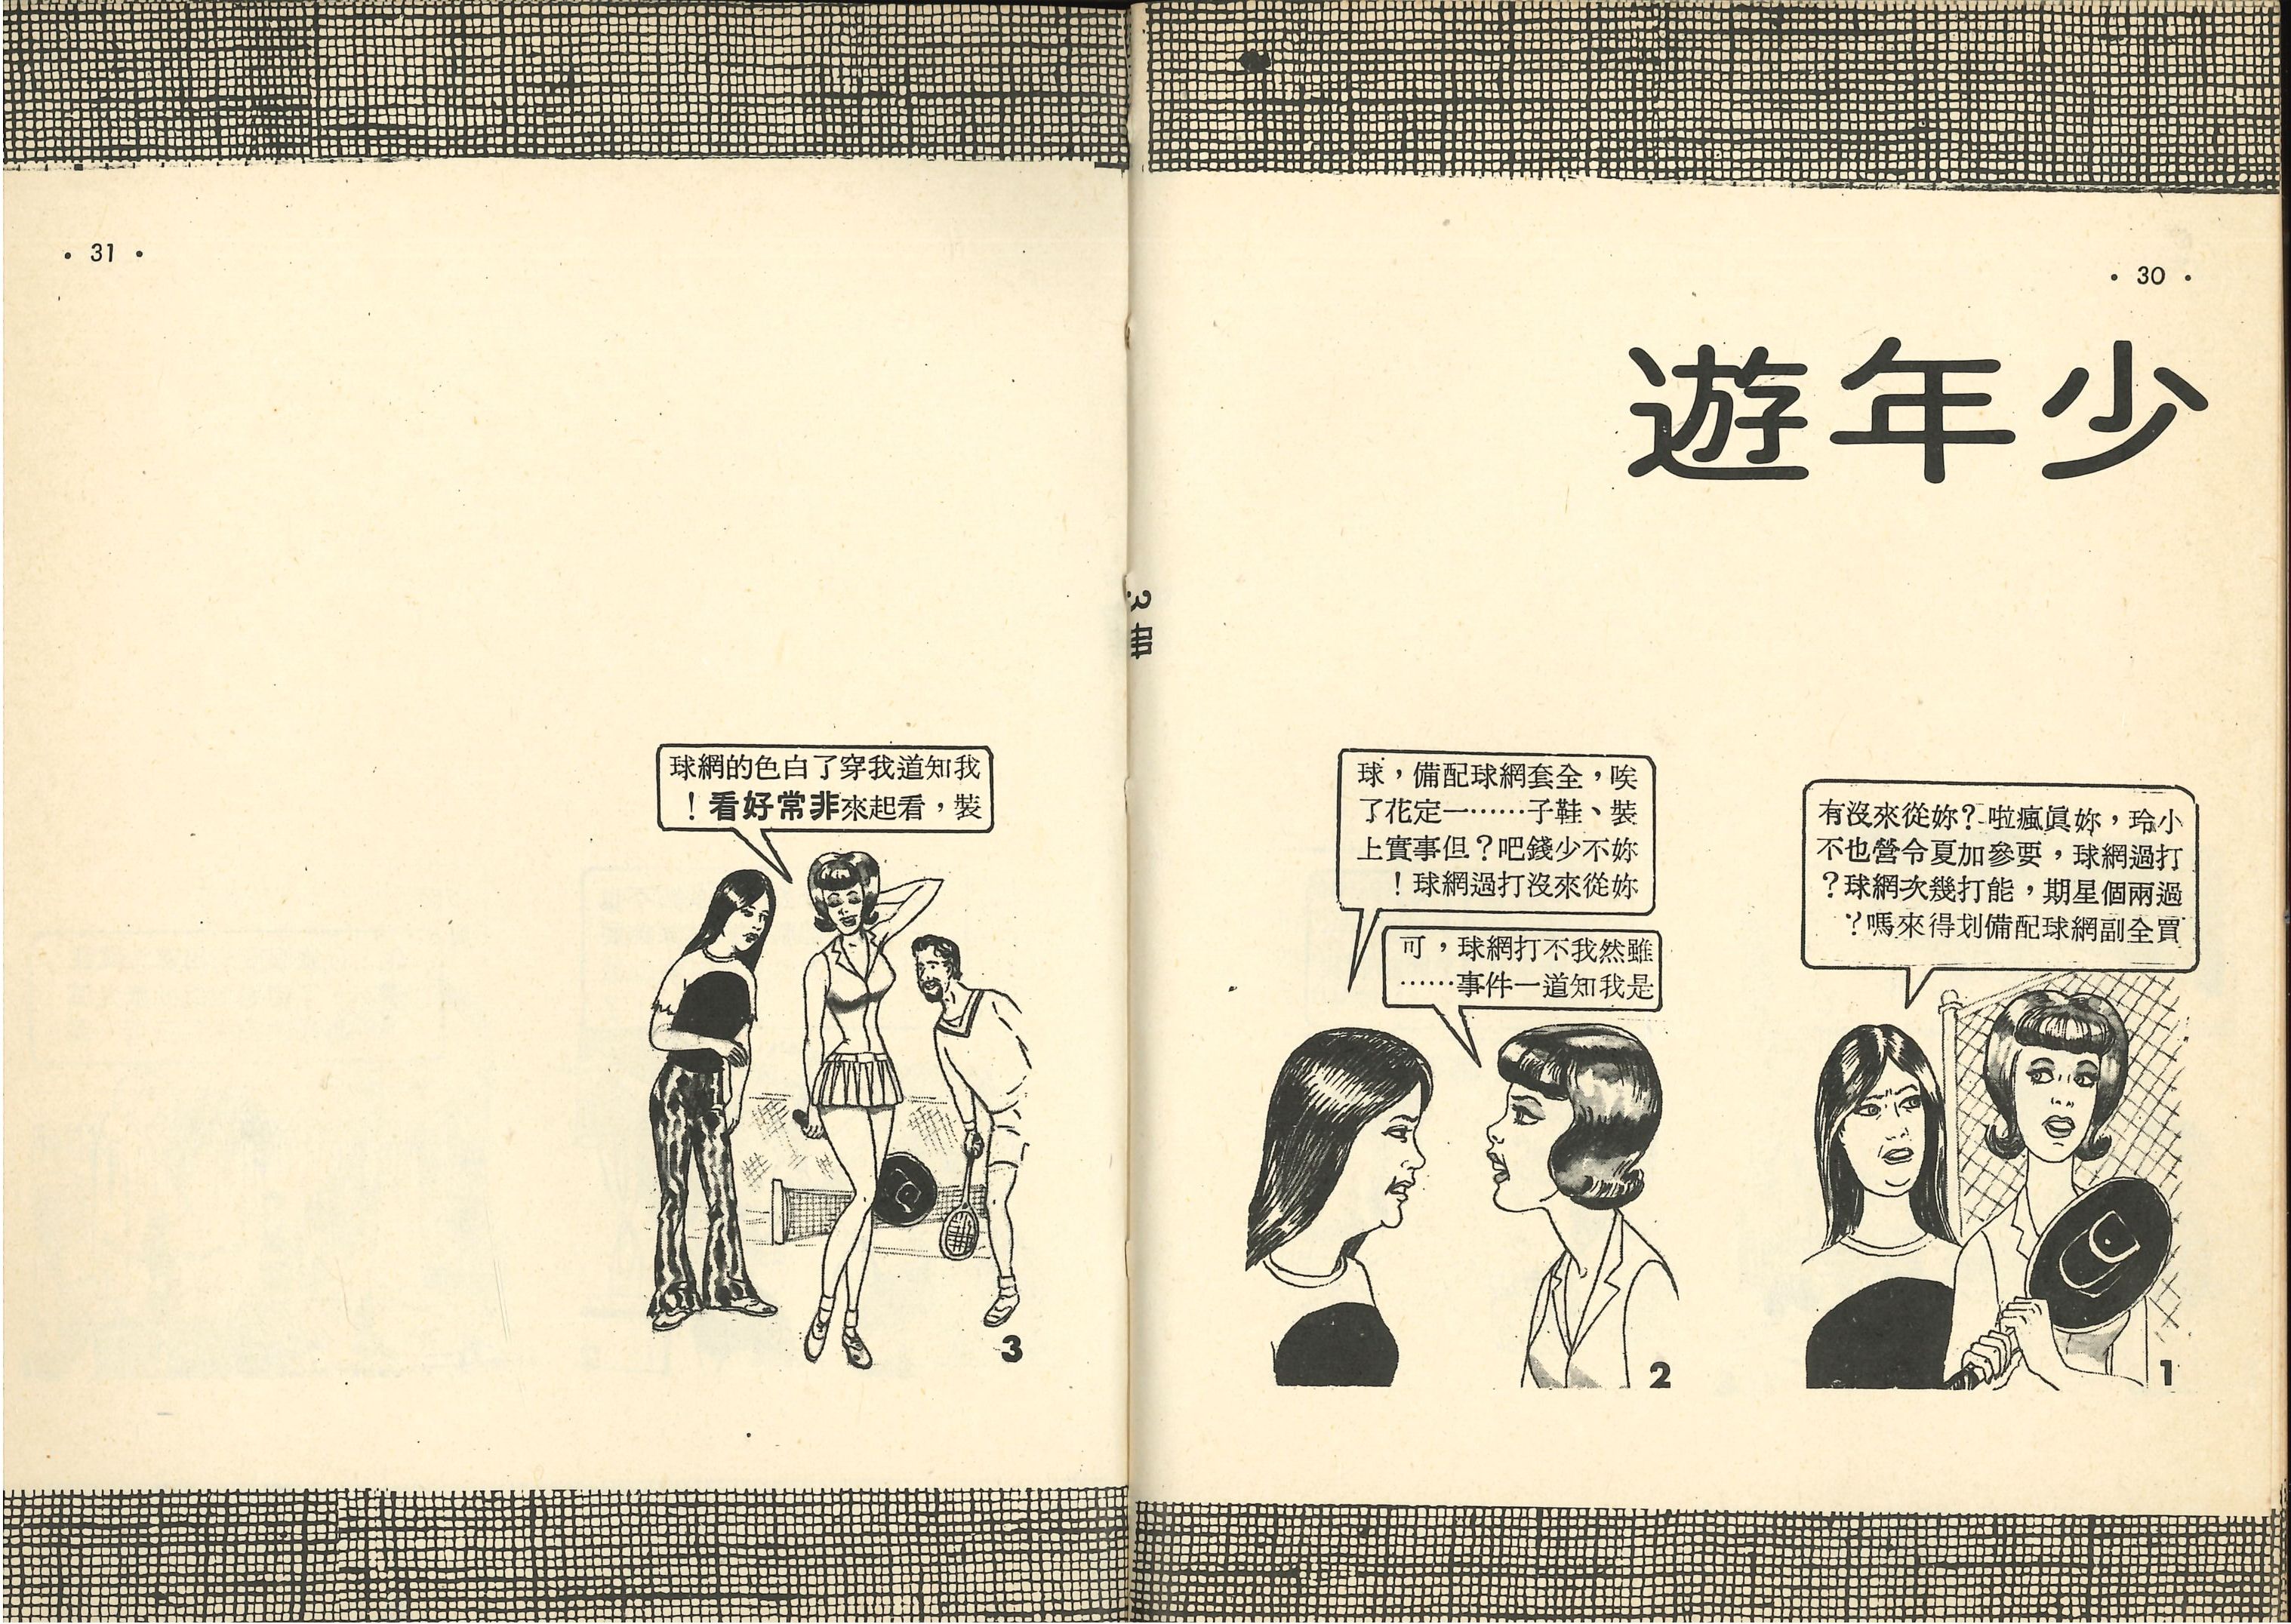 • 30 •
少年遊
小玲，妳眞瘋啦？妳從來沒有
打過網球，要參加夏令營也不
過兩個星期，能打幾次網球？
買全副網球配備划得來嗎？
1
唉，全套網球配備，球
裝、鞋子……一定花了
妳不少錢吧？但事實上
妳從來沒打過網球！
雖然我不打網球，可
是我知道一件事……
2
• 31 •
我知道我穿了白色的網球
裝，看起來非常好看！
3